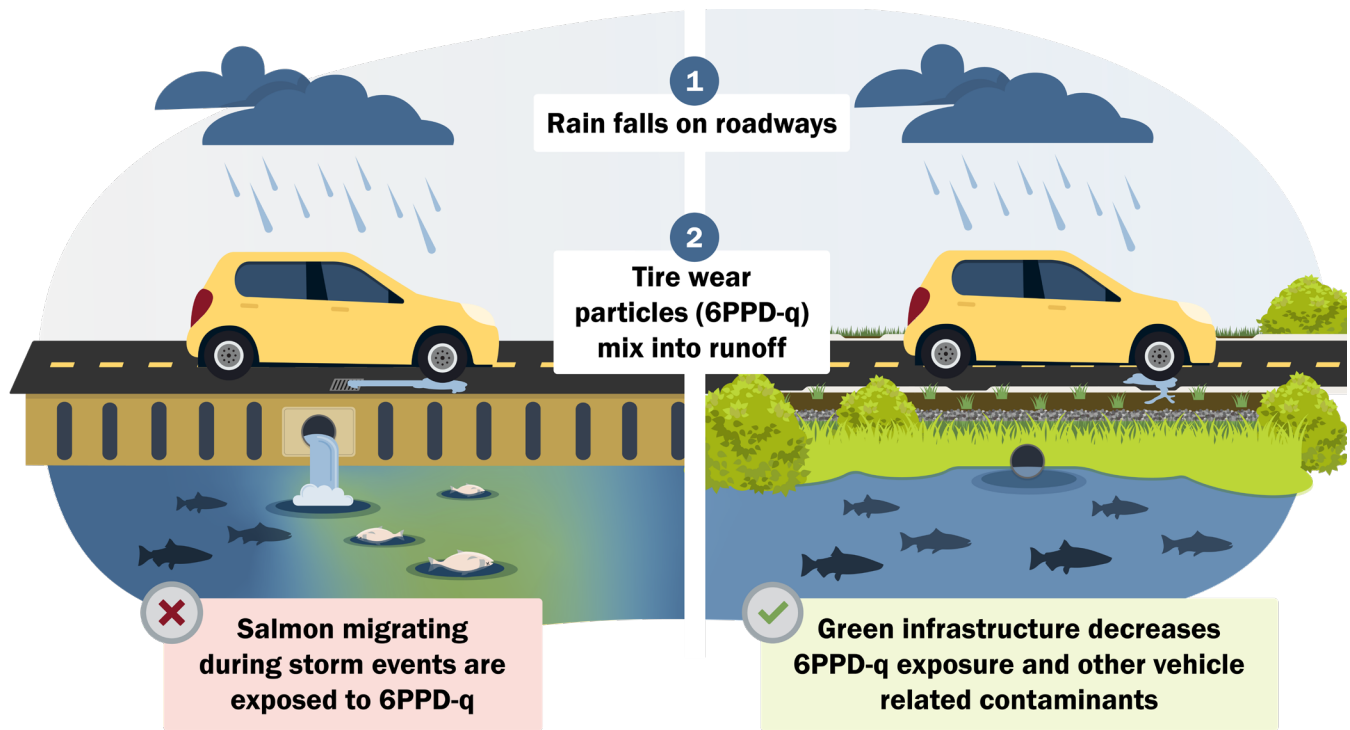 1
Rain falls on roadways
2
Tire wear
particles (6PPD-q)
mix into runoff
Salmon migrating
during storm events are
exposed to 6PPD-q
Green infrastructure decreases
6PPD-q exposure and other vehicle
related contaminants